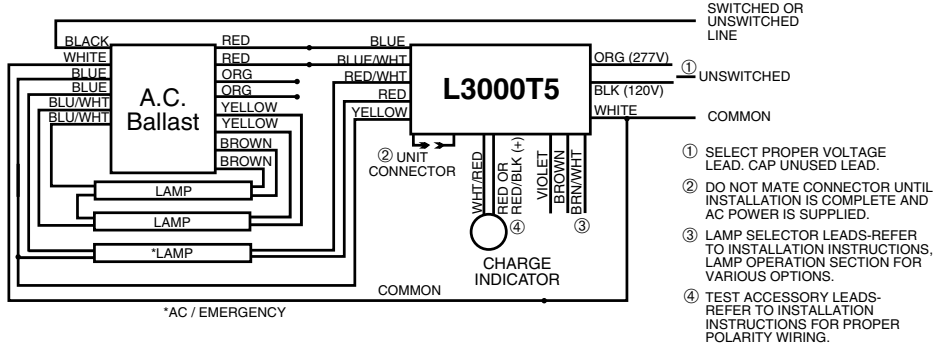 SWITCHED OR
UNSWITCHED
LINE
BLACK
WHITE
BLUE
BLUE
BLU/WHT
BLU/WHT
A.C.
Ballast
RED
RED
ORG
ORG
YELLOW
YELLOW
BROWN
BROWN
BLUE
BLUE/WHT
RED/WHT
RED
YELLOW
L3000T5
ORG (277V)
① UNSWITCHED
BLK (120V)
WHITE
COMMON
② UNIT
CONNECTOR
WHT/RED
RED OR
RED/BLK (+)
④
VIOLET
BROWN
BRN/WHT
③
LAMP
LAMP
*LAMP
CHARGE
INDICATOR
COMMON
*AC / EMERGENCY
① SELECT PROPER VOLTAGE
LEAD. CAP UNUSED LEAD.
② DO NOT MATE CONNECTOR UNTIL
INSTALLATION IS COMPLETE AND
AC POWER IS SUPPLIED.
③ LAMP SELECTOR LEADS-REFER
TO INSTALLATION INSTRUCTIONS,
LAMP OPERATION SECTION FOR
VARIOUS OPTIONS.
④ TEST ACCESSORY LEADS-
REFER TO INSTALLATION
INSTRUCTIONS FOR PROPER
POLARITY WIRING.